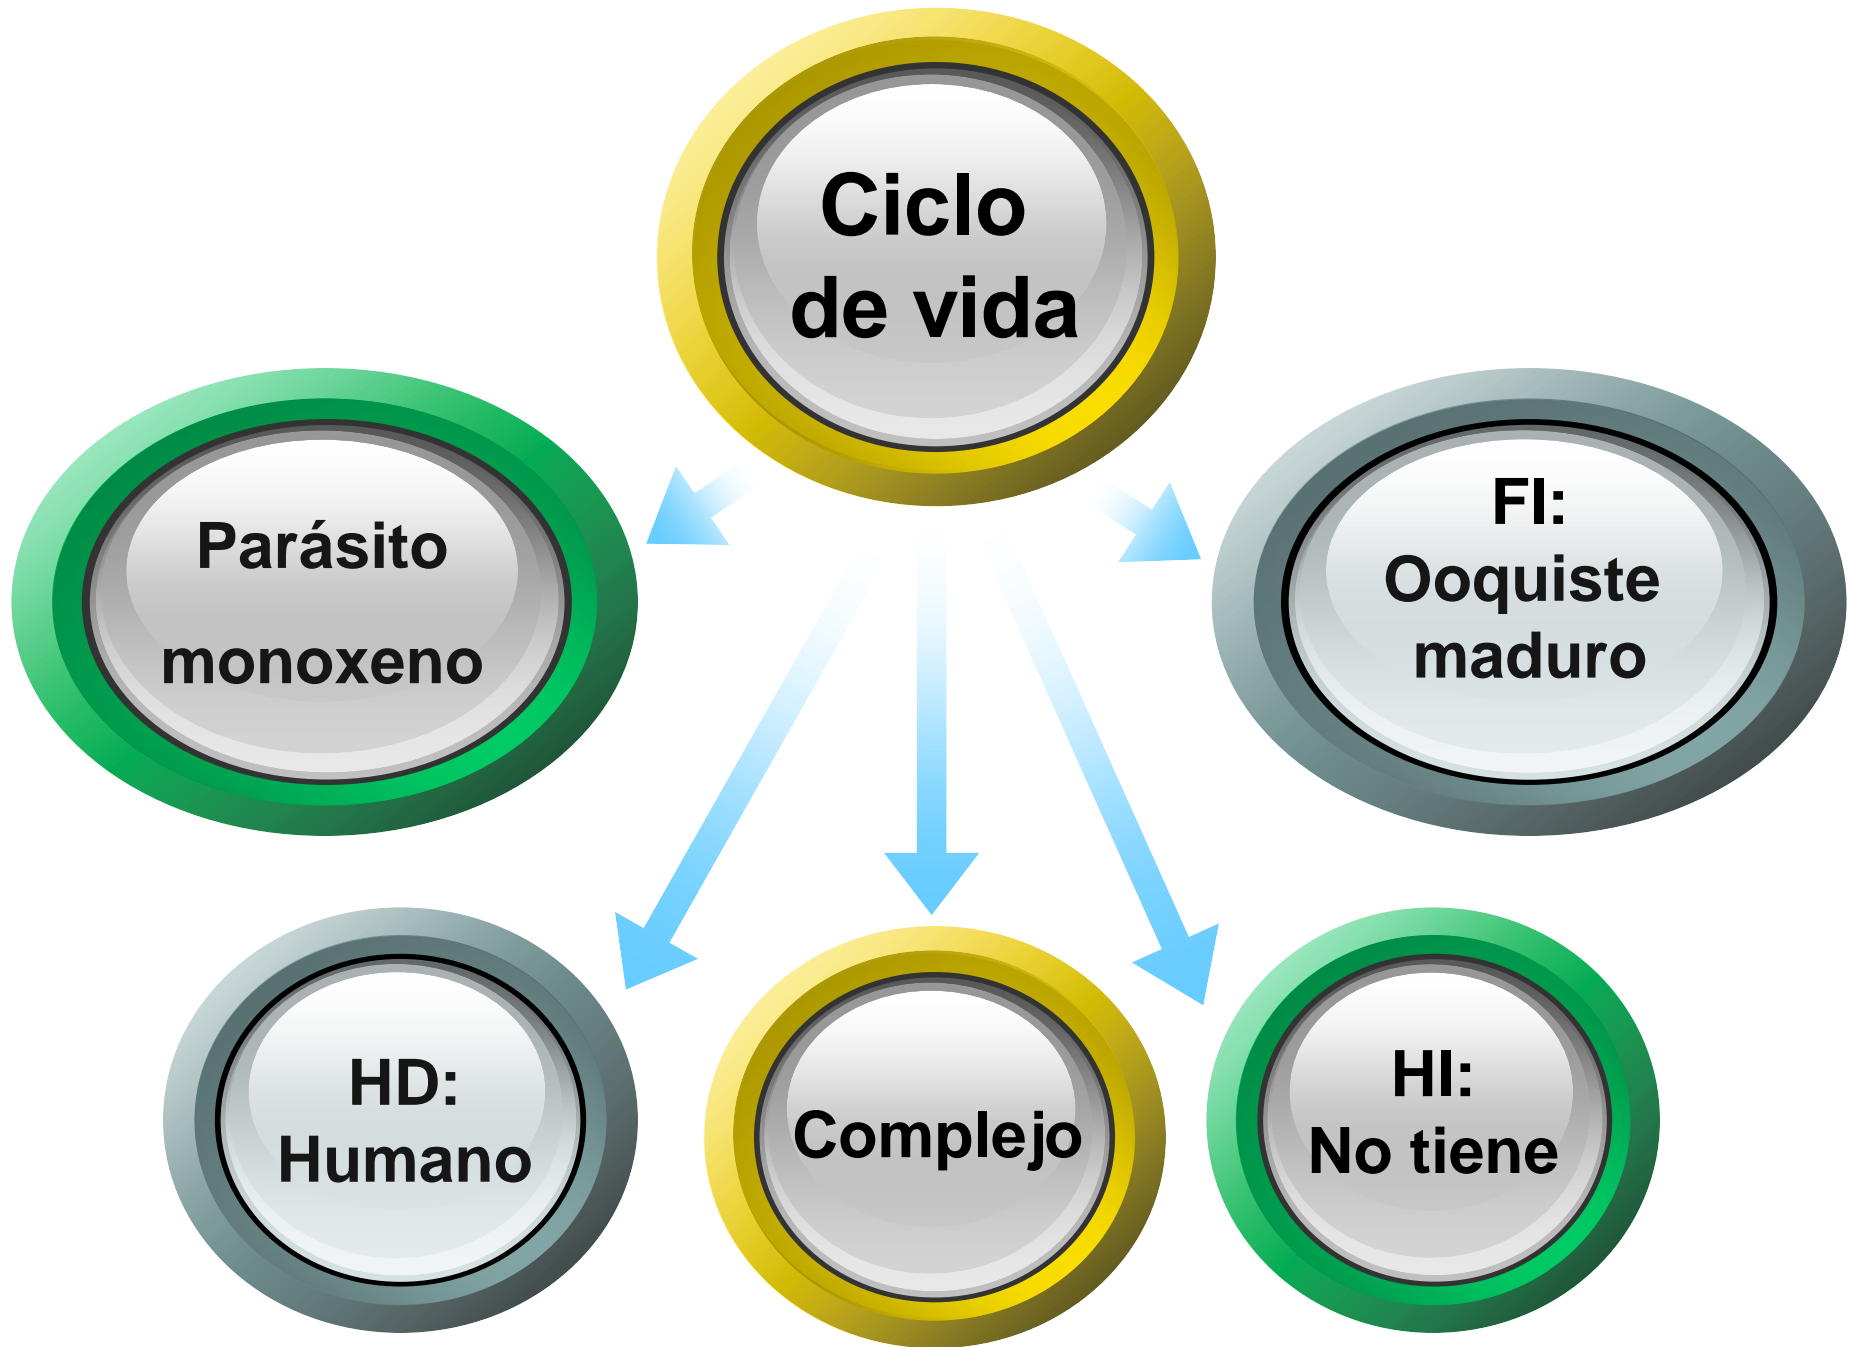 Ciclo
de vida
Parásito
monoxeno
FI:
Ooquiste
maduro
HD:
Humano
Complejo
HI:
No tiene